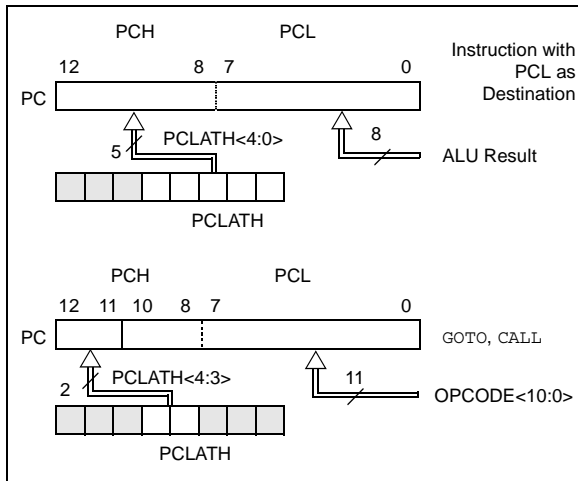 PCH PCL
12 8 7 0
PC
Instruction with
PCL as
Destination
5 PCLATH<4:0>
8
ALU Result
PCLATH
PCH PCL
12 11 10 8 7 0
PC
GOTO, CALL
2 PCLATH<4:3>
11
OPCODE<10:0>
PCLATH